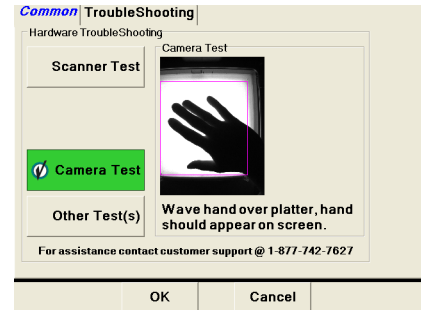 Common TroubleShooting
Hardware TroubleShooting
Camera Test
Scanner Test
Camera Test
Other Test(s)
Wave hand over platter, hand
should appear on screen.
For assistance contact customer support @ 1-877-742-7627
OK Cancel